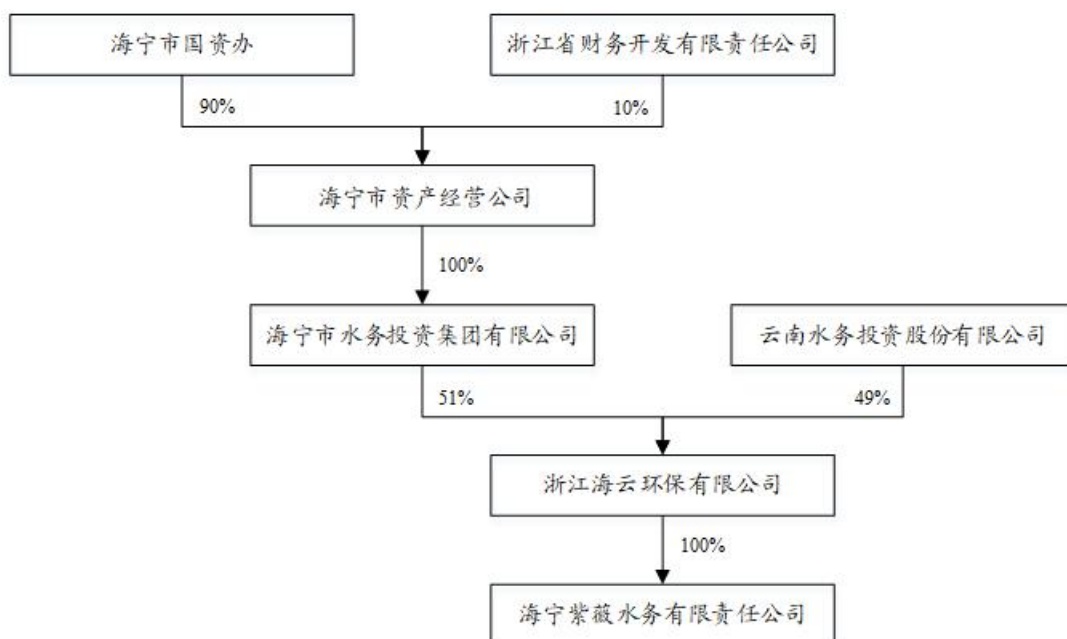 海宁市国资办
浙江省财务开发有限责任公司
90%
10%
海宁市资产经营公司
100%
海宁市水务投资集团有限公司
云南水务投资股份有限公司
51%
49%
浙江海云环保有限公司
100%
海宁紫薇水务有限责任公司